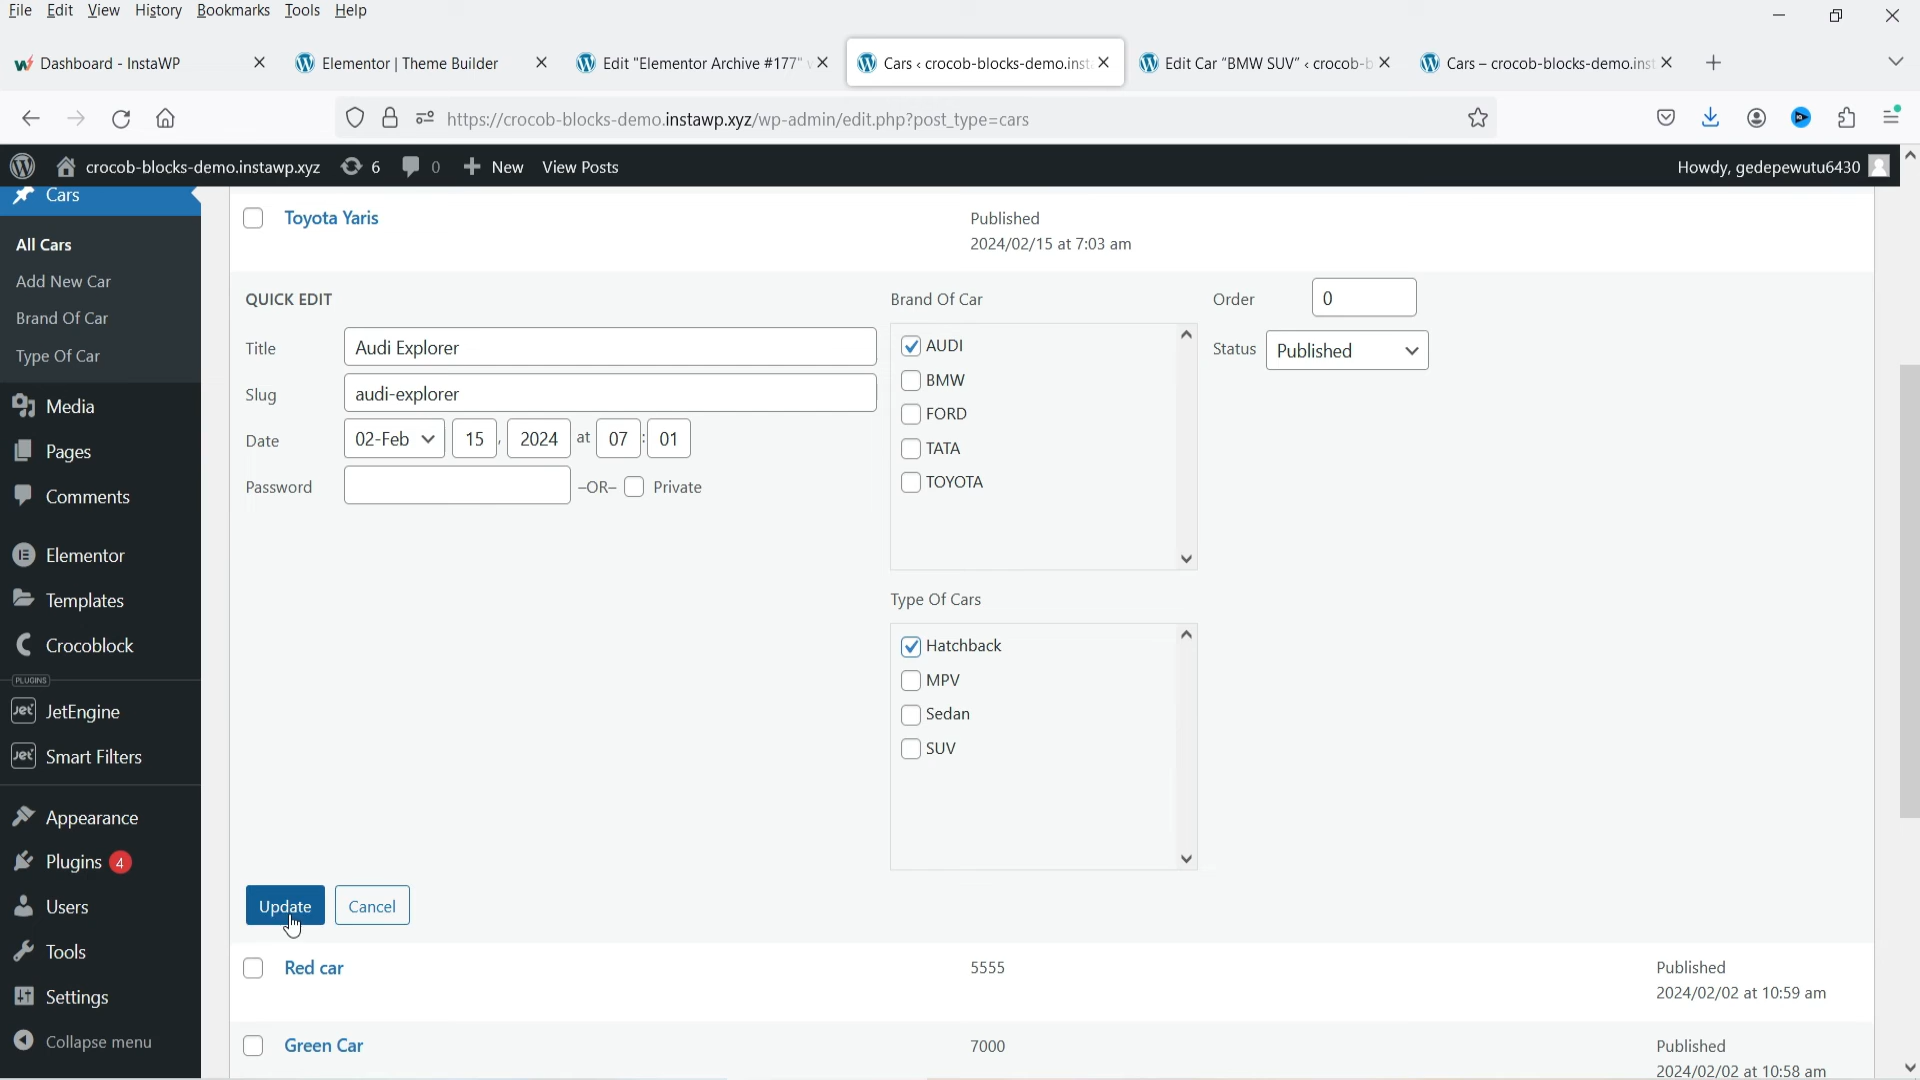 File Edit View History Bookmarks Tools Help
Dashboard - InstaWP
Elementor | Theme Builder
Edit "Elementor Archive #177"
Cars ‹ crocob-blocks-demo.inst
Edit Car “BMW SUV” ‹ crocob-b
Cars – crocob-blocks-demo.inst
https://crocob-blocks-demo.instawp.xyz/wp-admin/edit.php?post_type=cars
crocob-blocks-demo.instawp.xyz 6 0 New View Posts
Howdy, gedepewutu6430
Cars
All Cars
Add New Car
Brand Of Car
Type Of Car
Media
Pages
Comments
Elementor
Templates
Crocoblock
PLUGINS
Jet JetEngine
Jet Smart Filters
Appearance
Plugins 4
Users
Tools
Settings
Collapse menu
Toyota Yaris
Published
2024/02/15 at 7:03 am
QUICK EDIT
Title Audi Explorer
Slug audi-explorer
Date 02-Feb 15, 2024 at 07:01
Password –OR– Private
Brand Of Car
AUDI
BMW
FORD
TATA
TOYOTA
Type Of Cars
Hatchback
MPV
Sedan
SUV
Order 0
Status Published
Update Cancel
Red car
5555
Published
2024/02/02 at 10:59 am
Green Car
7000
Published
2024/02/02 at 10:58 am